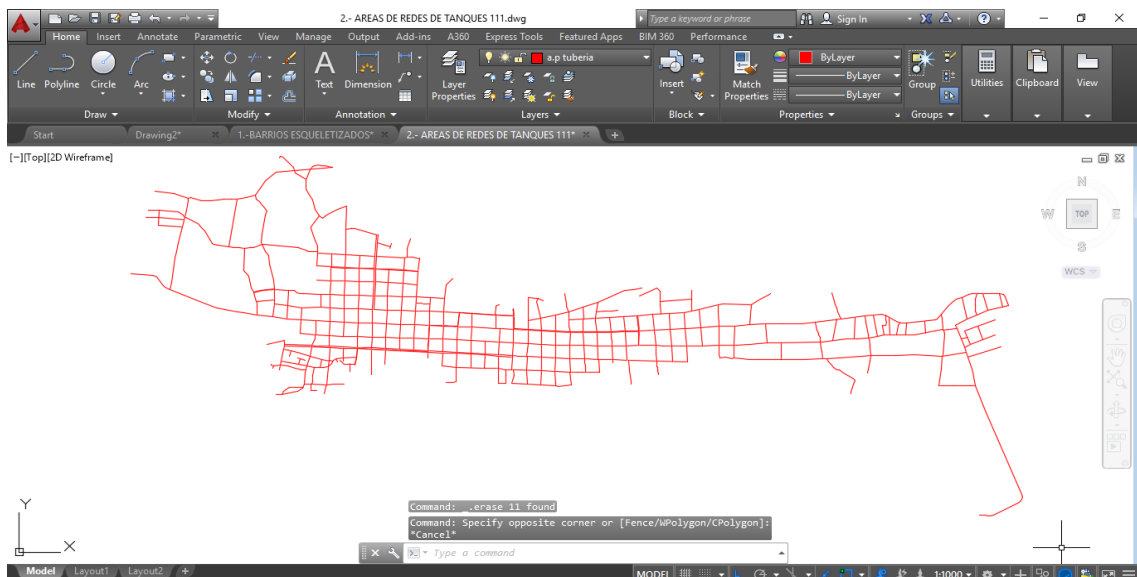 2.- AREAS DE REDES DE TANQUES 111.dwg
Type a keyword or phrase
Sign In
Home Insert Annotate Parametric View Manage Output Add-ins A360 Express Tools Featured Apps BIM 360 Performance
a.p tuberia
ByLayer
ByLayer
ByLayer
Line Polyline Circle Arc
Text Dimension
Layer Properties
Insert
Match Properties
Group
Utilities
Clipboard
View
Draw
Modify
Annotation
Layers
Block
Properties
Groups
Start
Drawing2*
1.-BARRIOS ESQUELETIZADOS*
2.- AREAS DE REDES DE TANQUES 111*
[−][Top][2D Wireframe]
N
W TOP E
S
WCS
Y
X
Command: _.erase 11 found
Command: Specify opposite corner or [Fence/WPolygon/CPolygon]:
*Cancel*
Type a command
Model Layout1 Layout2 +
MODEL
1:1000